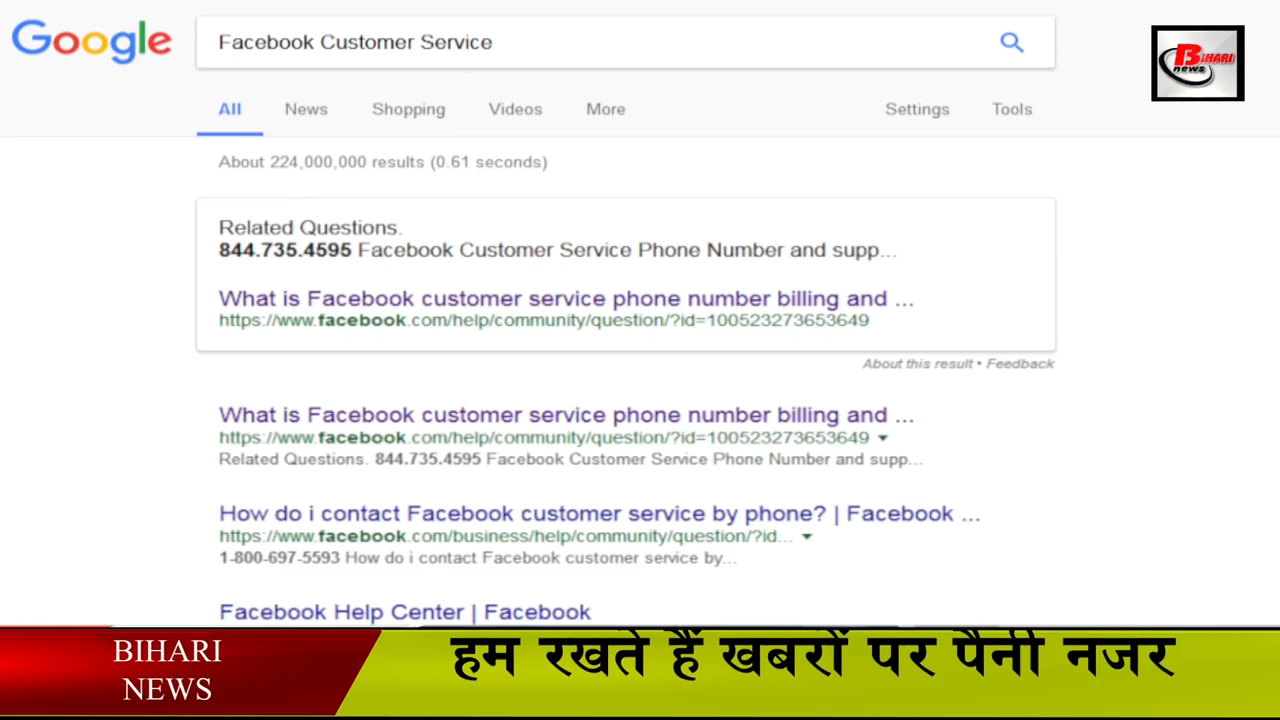 Google
Facebook Customer Service
BIHARI
news
All News Shopping Videos More Settings Tools
About 224,000,000 results (0.61 seconds)
Related Questions.
844.735.4595 Facebook Customer Service Phone Number and supp...
What is Facebook customer service phone number billing and ...
https://www.facebook.com/help/community/question/?id=100523273653649
About this result • Feedback
What is Facebook customer service phone number billing and ...
https://www.facebook.com/help/community/question/?id=100523273653649
Related Questions. 844.735.4595 Facebook Customer Service Phone Number and supp...
How do i contact Facebook customer service by phone? | Facebook ...
https://www.facebook.com/business/help/community/question/?id...
1-800-697-5593 How do i contact Facebook customer service by...
Facebook Help Center | Facebook
BIHARI
NEWS
हम रखते हैं खबरों पर पैनी नजर